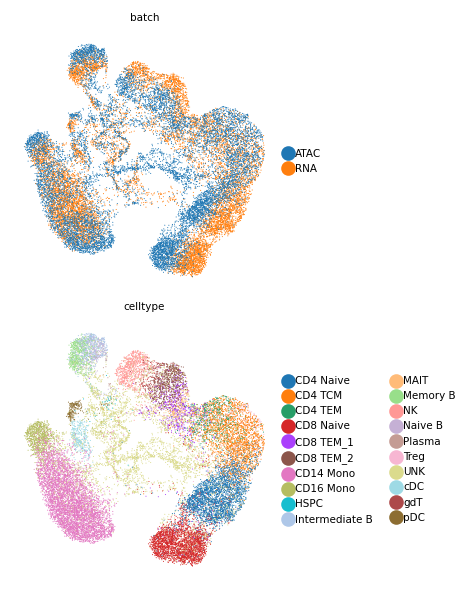 batch
ATAC
RNA
celltype
CD4 Naive
CD4 TCM
CD4 TEM
CD8 Naive
CD8 TEM_1
CD8 TEM_2
CD14 Mono
CD16 Mono
HSPC
Intermediate B
MAIT
Memory B
NK
Naive B
Plasma
Treg
UNK
cDC
gdT
pDC